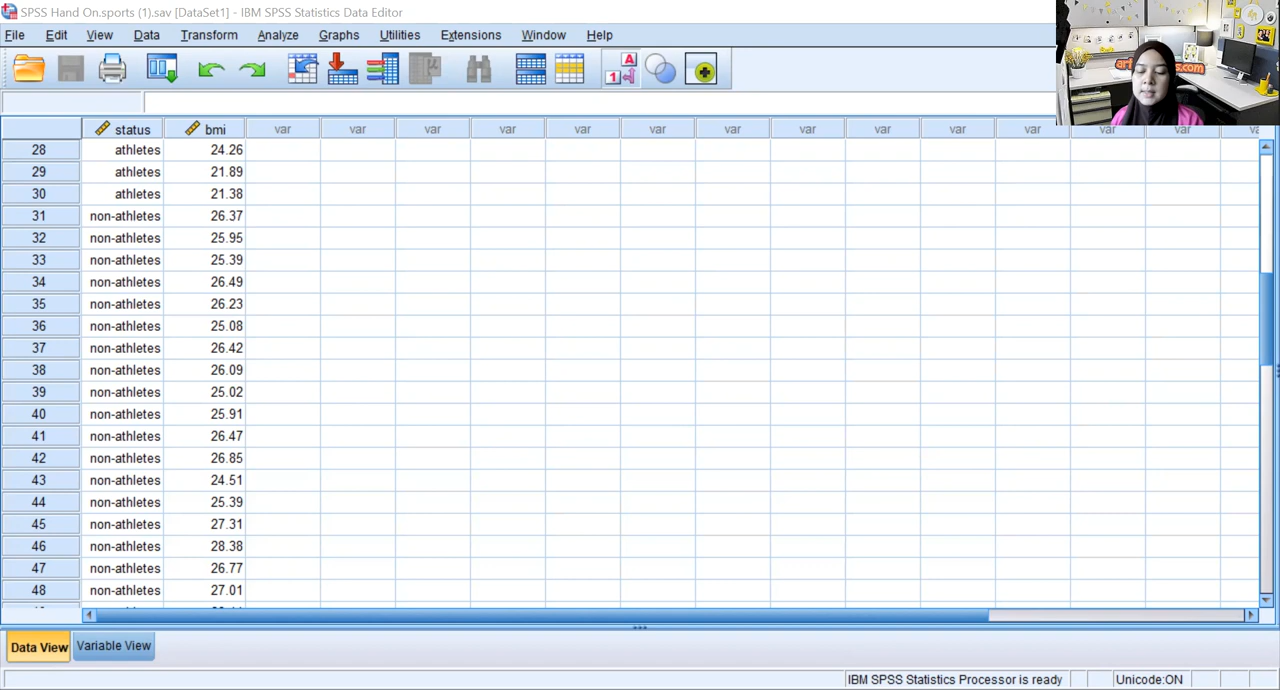 SPSS Hand On.sports (1).sav [DataSet1] - IBM SPSS Statistics Data Editor
File Edit View Data Transform Analyze Graphs Utilities Extensions Window Help
status bmi var var var var var var var var var var var var
28 athletes 24.26
29 athletes 21.89
30 athletes 21.38
31 non-athletes 26.37
32 non-athletes 25.95
33 non-athletes 25.39
34 non-athletes 26.49
35 non-athletes 26.23
36 non-athletes 25.08
37 non-athletes 26.42
38 non-athletes 26.09
39 non-athletes 25.02
40 non-athletes 25.91
41 non-athletes 26.47
42 non-athletes 26.85
43 non-athletes 24.51
44 non-athletes 25.39
45 non-athletes 27.31
46 non-athletes 28.38
47 non-athletes 26.77
48 non-athletes 27.01
Data View Variable View
IBM SPSS Statistics Processor is ready Unicode:ON